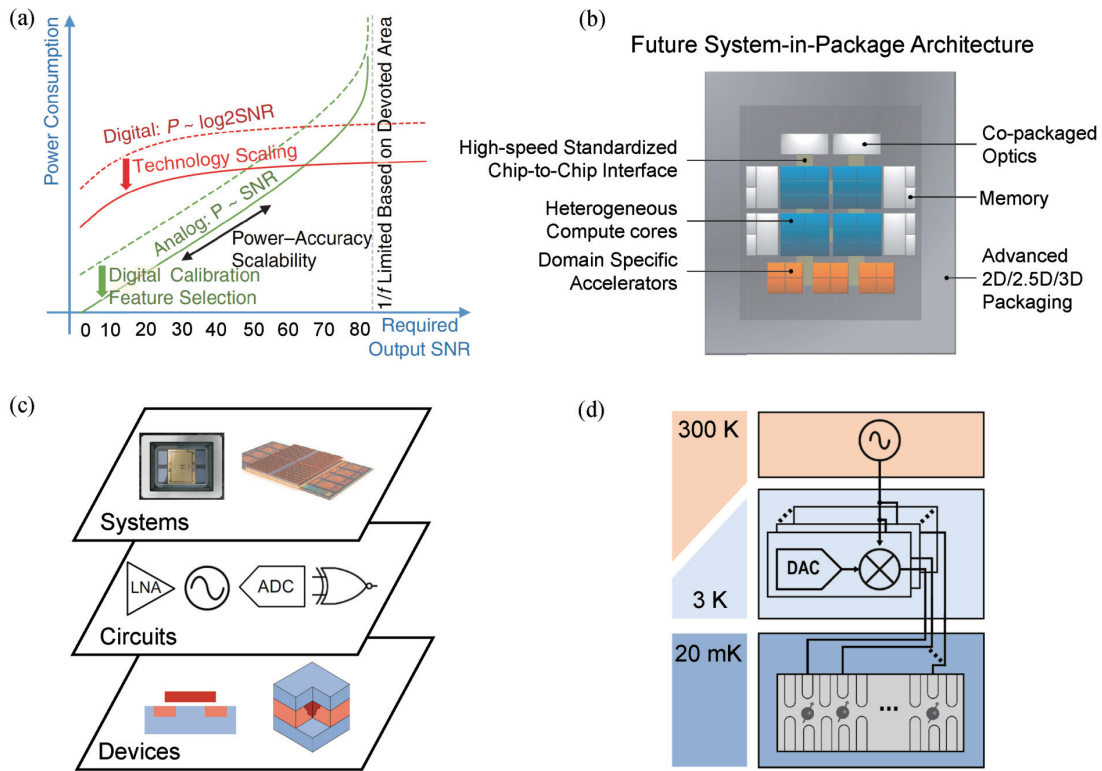 (a)
Power Consumption
Digital: P ~ log2SNR
Technology Scaling
Analog: P ~ SNR
Power–Accuracy
Scalability
Digital Calibration
Feature Selection
1/f Limited Based on Devoted Area
0 10 20 30 40 50 60 70 80
Required
Output SNR
(b)
Future System-in-Package Architecture
High-speed Standardized
Chip-to-Chip Interface
Heterogeneous
Compute cores
Domain Specific
Accelerators
Co-packaged
Optics
Memory
Advanced
2D/2.5D/3D
Packaging
(c)
Systems
LNA
ADC
Circuits
Devices
(d)
300 K
3 K
DAC
20 mK